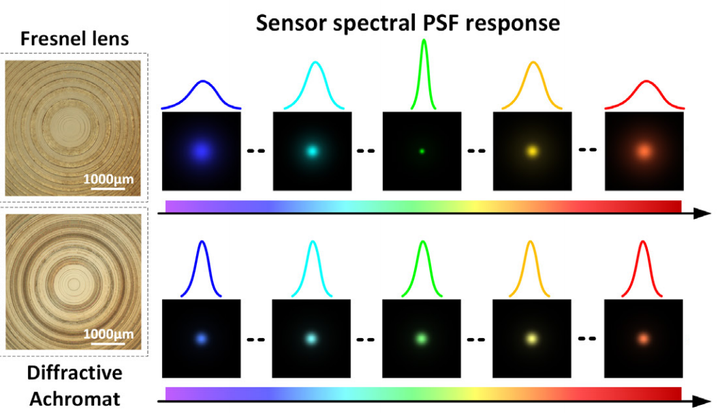 Sensor spectral PSF response
Fresnel lens
1000μm
1000μm
Diffractive
Achromat